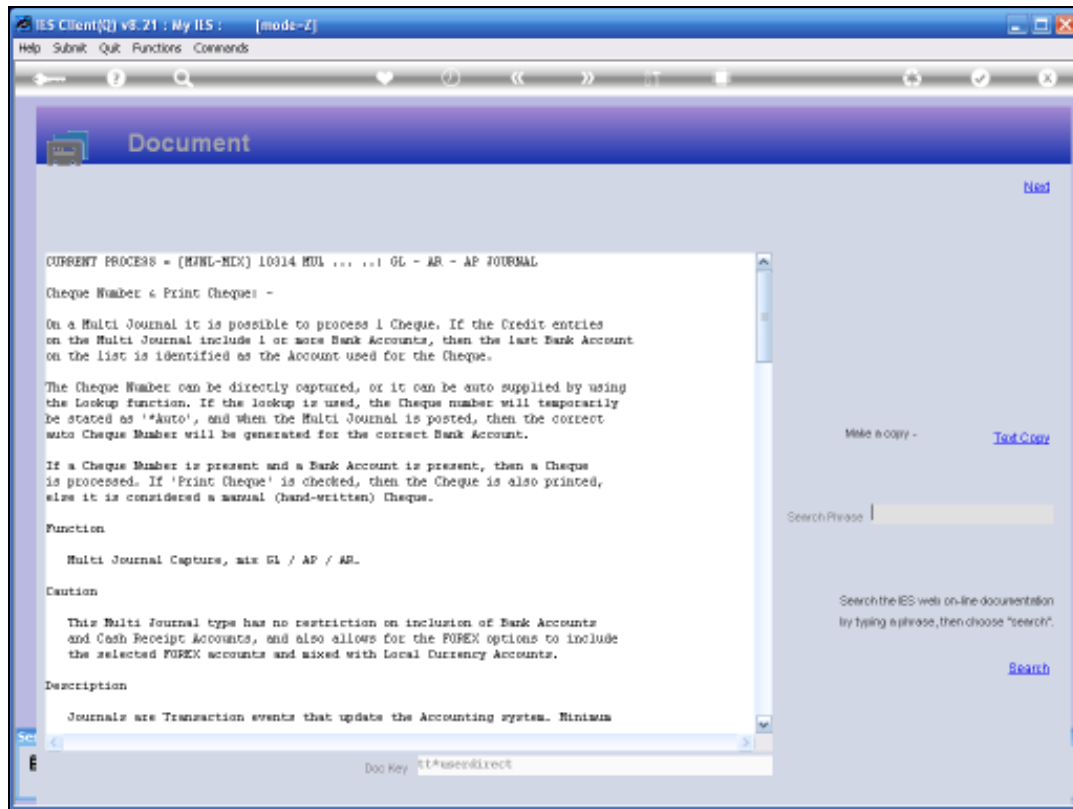 IES Client(Q) v8.21 : My IES : [mode-Z]
Help Submit Quit Functions Commands
Document
Next
CURRENT PROCESS = [MJNL-MIX] 10314 MUL ... ..: GL - AR - AP JOURNAL
Cheque Number & Print Cheque: -
On a Multi Journal it is possible to process 1 Cheque. If the Credit entries
on the Multi Journal include 1 or more Bank Accounts, then the last Bank Account
on the list is identified as the Account used for the Cheque.
The Cheque Number can be directly captured, or it can be auto supplied by using
the Lookup function. If the lookup is used, the Cheque number will temporarily
be stated as '*Auto', and when the Multi Journal is posted, then the correct
auto Cheque Number will be generated for the correct Bank Account.
If a Cheque Number is present and a Bank Account is present, then a Cheque
is processed. If 'Print Cheque' is checked, then the Cheque is also printed,
else it is considered a manual (hand-written) Cheque.
Function
Multi Journal Capture, mix GL / AP / AR.
Caution
This Multi Journal type has no restriction on inclusion of Bank Accounts
and Cash Receipt Accounts, and also allows for the FOREX options to include
the selected FOREX accounts and mixed with Local Currency Accounts.
Description
Journals are Transaction events that update the Accounting system. Minimum
Make a copy -
Text Copy
Search Phrase
Search the IES web on-line documentation
by typing a phrase, then choose "search".
Search
Doc Key tt*userdirect